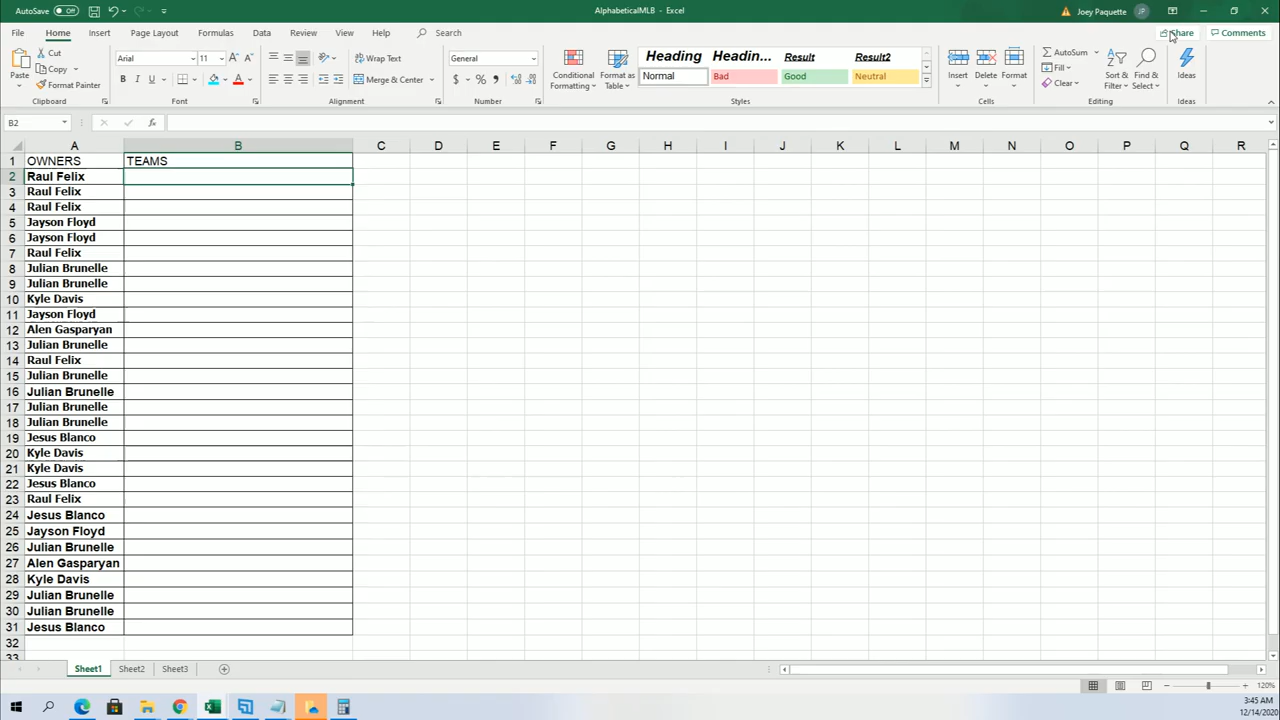 AutoSave Off
AlphabeticalMLB - Excel
Joey Paquette JP
File Home Insert Page Layout Formulas Data Review View Help Search Share Comments
Paste
Cut
Copy
Format Painter
Clipboard
Arial 11
B I U
Font
Wrap Text
Merge & Center
Alignment
General
$ % ,
Number
Conditional Formatting
Format as Table
Heading Headin... Result Result2
Normal Bad Good Neutral
Styles
Insert Delete Format
Cells
AutoSum
Fill
Clear
Sort & Filter
Find & Select
Editing
Ideas
Ideas
B2 fx
A B C D E F G H I J K L M N O P Q R
1 OWNERS TEAMS
2 Raul Felix
3 Raul Felix
4 Raul Felix
5 Jayson Floyd
6 Jayson Floyd
7 Raul Felix
8 Julian Brunelle
9 Julian Brunelle
10 Kyle Davis
11 Jayson Floyd
12 Alen Gasparyan
13 Julian Brunelle
14 Raul Felix
15 Julian Brunelle
16 Julian Brunelle
17 Julian Brunelle
18 Julian Brunelle
19 Jesus Blanco
20 Kyle Davis
21 Kyle Davis
22 Jesus Blanco
23 Raul Felix
24 Jesus Blanco
25 Jayson Floyd
26 Julian Brunelle
27 Alen Gasparyan
28 Kyle Davis
29 Julian Brunelle
30 Julian Brunelle
31 Jesus Blanco
32
33
Sheet1 Sheet2 Sheet3
120%
3:45 AM
12/14/2020